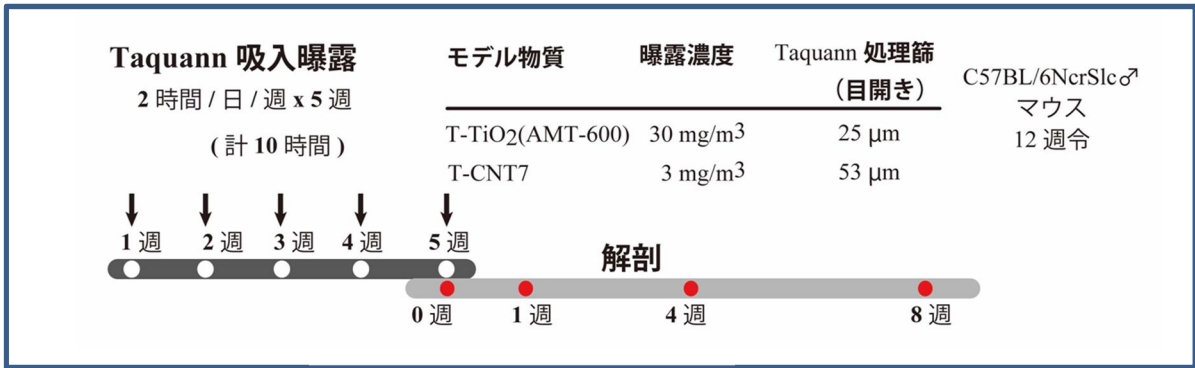 Taquann 吸入曝露
2 時間 / 日 / 週 x 5 週
( 計 10 時間 )
モデル物質 曝露濃度 Taquann 処理篩
(目開き)
T-TiO2(AMT-600) 30 mg/m3 25 μm
T-CNT7 3 mg/m3 53 μm
C57BL/6NcrSlc♂
マウス
12 週令
1 週 2 週 3 週 4 週 5 週
解剖
0 週 1 週 4 週 8 週